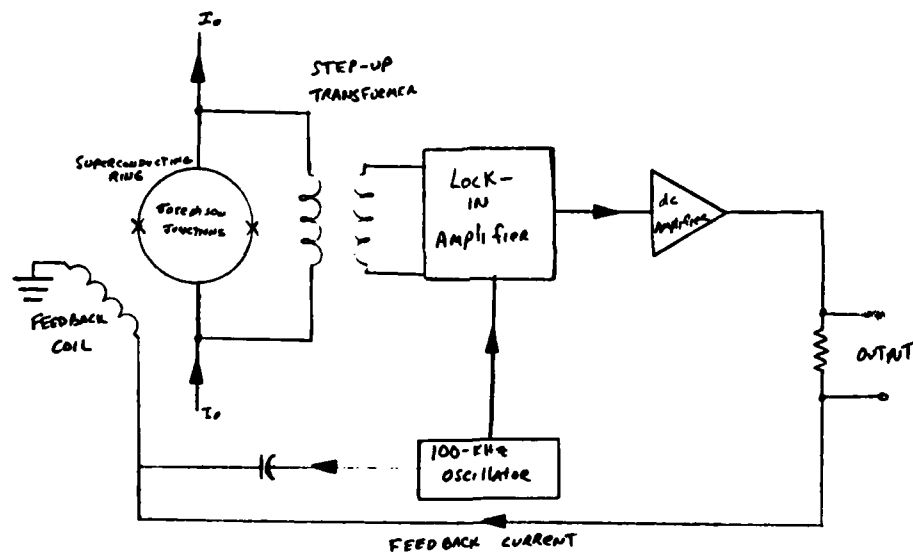 I₀
STEP-UP
TRANSFORMER
SUPERCONDUCTING
RING
JOSEPHSON
JUNCTIONS
LOCK-
IN
AMPLIFIER
dc
AMPLIFIER
FEEDBACK
COIL
OUTPUT
I₀
100-KHz
OSCILLATOR
FEEDBACK CURRENT